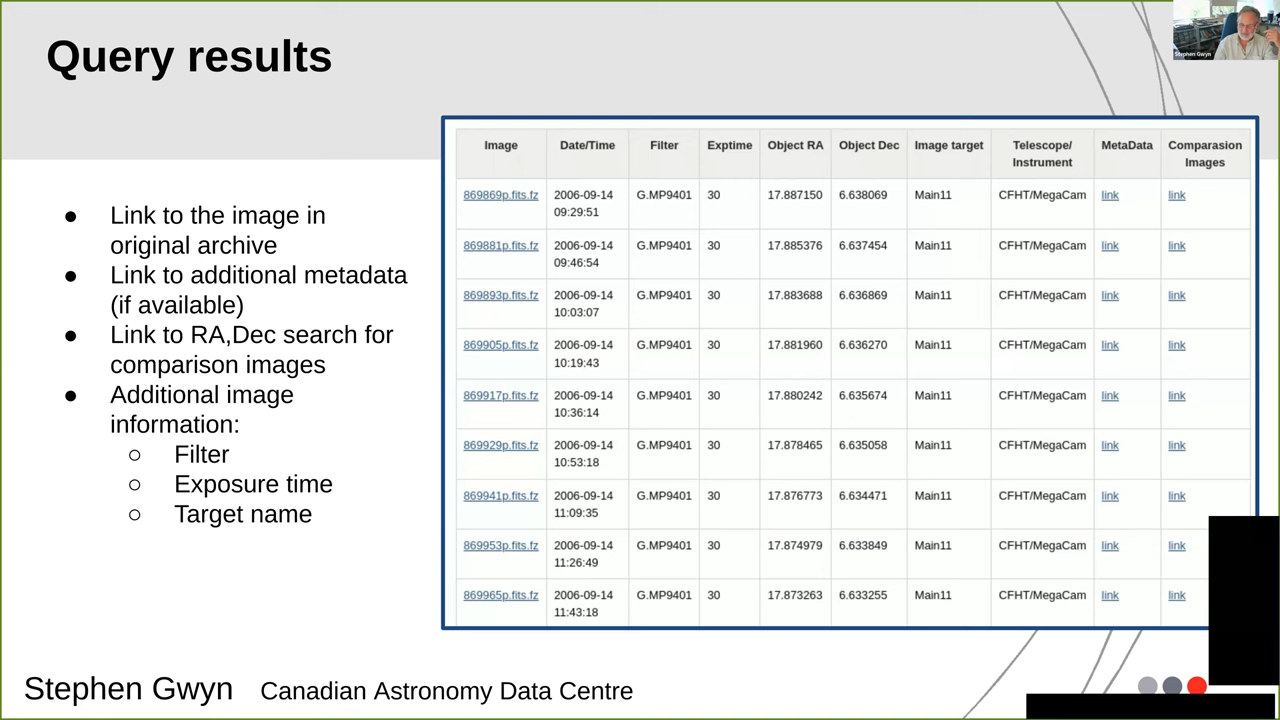 Query results
Stephen Gwyn
● Link to the image in
original archive
● Link to additional metadata
(if available)
● Link to RA,Dec search for
comparison images
● Additional image
information:
○ Filter
○ Exposure time
○ Target name
Image Date/Time Filter Exptime Object RA Object Dec Image target Telescope/ Instrument MetaData Comparasion Images
869869p.fits.fz 2006-09-14 09:29:51 G.MP9401 30 17.887150 6.638069 Main11 CFHT/MegaCam link link
869881p.fits.fz 2006-09-14 09:46:54 G.MP9401 30 17.885376 6.637454 Main11 CFHT/MegaCam link link
869893p.fits.fz 2006-09-14 10:03:07 G.MP9401 30 17.883688 6.636869 Main11 CFHT/MegaCam link link
869905p.fits.fz 2006-09-14 10:19:43 G.MP9401 30 17.881960 6.636270 Main11 CFHT/MegaCam link link
869917p.fits.fz 2006-09-14 10:36:14 G.MP9401 30 17.880242 6.635674 Main11 CFHT/MegaCam link link
869929p.fits.fz 2006-09-14 10:53:18 G.MP9401 30 17.878465 6.635058 Main11 CFHT/MegaCam link link
869941p.fits.fz 2006-09-14 11:09:35 G.MP9401 30 17.876773 6.634471 Main11 CFHT/MegaCam link link
869953p.fits.fz 2006-09-14 11:26:49 G.MP9401 30 17.874979 6.633849 Main11 CFHT/MegaCam link link
869965p.fits.fz 2006-09-14 11:43:18 G.MP9401 30 17.873263 6.633255 Main11 CFHT/MegaCam link link
Stephen Gwyn Canadian Astronomy Data Centre